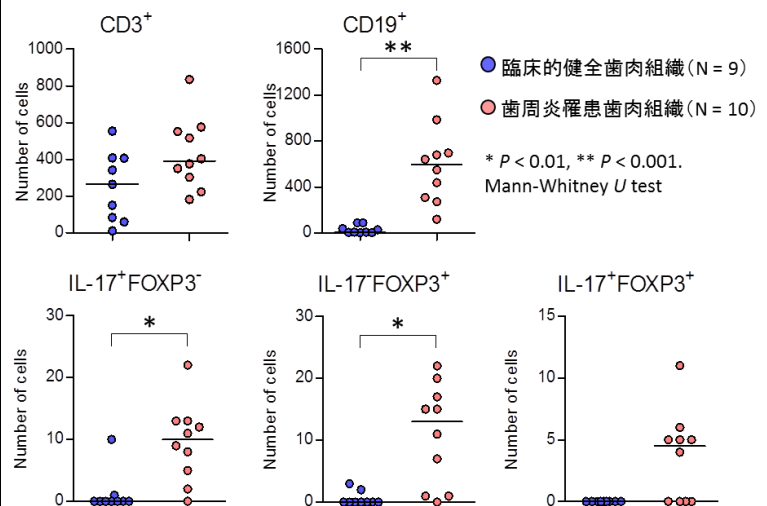 CD3+
CD19+
1000
800
600
400
200
0
Number of cells
1600
1200
800
400
0
Number of cells
**
臨床的健全歯肉組織(N = 9)
歯周炎罹患歯肉組織(N = 10)
* P < 0.01, ** P < 0.001.
Mann-Whitney U test
IL-17+FOXP3-
IL-17-FOXP3+
IL-17+FOXP3+
30
20
10
0
Number of cells
*
30
20
10
0
Number of cells
*
15
10
5
0
Number of cells